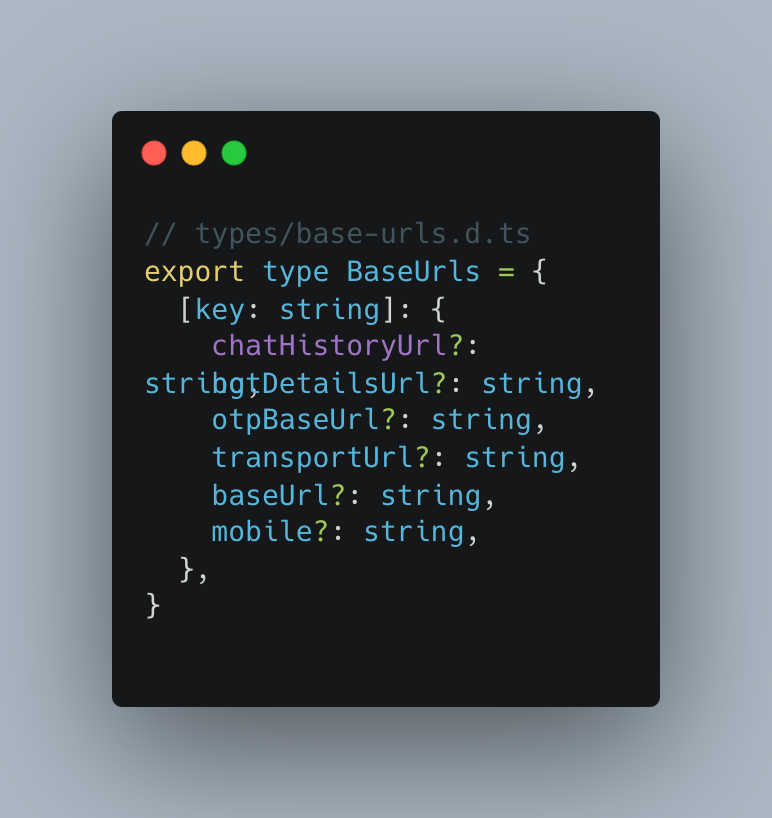 // types/base-urls.d.ts
export type BaseUrls = {
  [key: string]: {
    chatHistoryUrl?:
string,
    botDetailsUrl?: string,
    otpBaseUrl?: string,
    transportUrl?: string,
    baseUrl?: string,
    mobile?: string,
  },
}